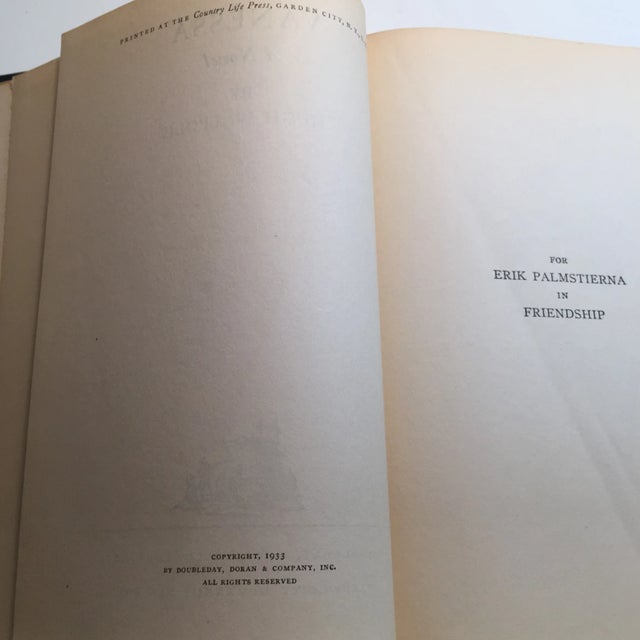 PRINTED AT THE Country Life Press, GARDEN CITY, N. Y.,
COPYRIGHT, 1933
BY DOUBLEDAY, DORAN & COMPANY, INC.
ALL RIGHTS RESERVED
FOR
ERIK PALMSTIERNA
IN
FRIENDSHIP